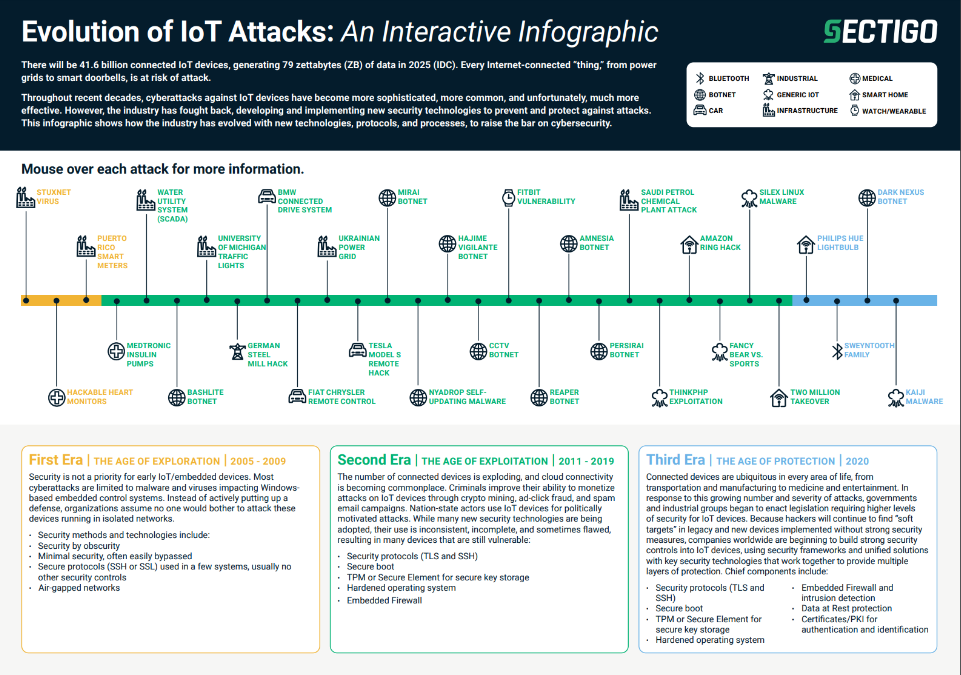 Evolution of IoT Attacks: An Interactive Infographic
SECTIGO
There will be 41.6 billion connected IoT devices, generating 79 zettabytes (ZB) of data in 2025 (IDC). Every Internet-connected “thing,” from power
grids to smart doorbells, is at risk of attack.
Throughout recent decades, cyberattacks against IoT devices have become more sophisticated, more common, and unfortunately, much more
effective. However, the industry has fought back, developing and implementing new security technologies to prevent and protect against attacks.
This infographic shows how the industry has evolved with new technologies, protocols, and processes, to raise the bar on cybersecurity.
BLUETOOTH
INDUSTRIAL
MEDICAL
BOTNET
GENERIC IOT
SMART HOME
CAR
INFRASTRUCTURE
WATCH/WEARABLE
Mouse over each attack for more information.
STUXNET
VIRUS
WATER
UTILITY
SYSTEM
(SCADA)
BMW
CONNECTED
DRIVE SYSTEM
MIRAI
BOTNET
FITBIT
VULNERABILITY
SAUDI PETROL
CHEMICAL
PLANT ATTACK
SILEX LINUX
MALWARE
DARK NEXUS
BOTNET
PUERTO
RICO
SMART
METERS
UNIVERSITY
OF MICHIGAN
TRAFFIC
LIGHTS
UKRAINIAN
POWER
GRID
HAJIME
VIGILANTE
BOTNET
AMNESIA
BOTNET
AMAZON
RING HACK
PHILIPS HUE
LIGHTBULB
MEDTRONIC
INSULIN
PUMPS
GERMAN
STEEL
MILL HACK
TESLA
MODEL S
REMOTE
HACK
CCTV
BOTNET
PERSIRAI
BOTNET
FANCY
BEAR VS.
SPORTS
SWEYNTOOTH
FAMILY
HACKABLE HEART
MONITORS
BASHLITE
BOTNET
FIAT CHRYSLER
REMOTE CONTROL
NYADROP SELF-
UPDATING MALWARE
REAPER
BOTNET
THINKPHP
EXPLOITATION
TWO MILLION
TAKEOVER
KAIJI
MALWARE
First Era | THE AGE OF EXPLORATION | 2005 - 2009
Security is not a priority for early IoT/embedded devices. Most
cyberattacks are limited to malware and viruses impacting Windows-
based embedded control systems. Instead of actively putting up a
defense, organizations assume no one would bother to attack these
devices running in isolated networks.
· Security methods and technologies include:
· Security by obscurity
· Minimal security, often easily bypassed
· Secure protocols (SSH or SSL) used in a few systems, usually no
other security controls
· Air-gapped networks
Second Era | THE AGE OF EXPLOITATION | 2011 - 2019
The number of connected devices is exploding, and cloud connectivity
is becoming commonplace. Criminals improve their ability to monetize
attacks on IoT devices through crypto mining, ad-click fraud, and spam
email campaigns. Nation-state actors use IoT devices for politically
motivated attacks. While many new security technologies are being
adopted, their use is inconsistent, incomplete, and sometimes flawed,
resulting in many devices that are still vulnerable:
· Security protocols (TLS and SSH)
· Secure boot
· TPM or Secure Element for secure key storage
· Hardened operating system
· Embedded Firewall
Third Era | THE AGE OF PROTECTION | 2020
Connected devices are ubiquitous in every area of life, from
transportation and manufacturing to medicine and entertainment. In
response to this growing number and severity of attacks, governments
and industrial groups began to enact legislation requiring higher levels
of security for IoT devices. Because hackers will continue to find “soft
targets” in legacy and new devices implemented without strong security
measures, companies worldwide are beginning to build strong security
controls into IoT devices, using security frameworks and unified solutions
with key security technologies that work together to provide multiple
layers of protection. Chief components include:
· Security protocols (TLS and
SSH)
· Secure boot
· TPM or Secure Element for
secure key storage
· Hardened operating system
· Embedded Firewall and
intrusion detection
· Data at Rest protection
· Certificates/PKI for
authentication and identification